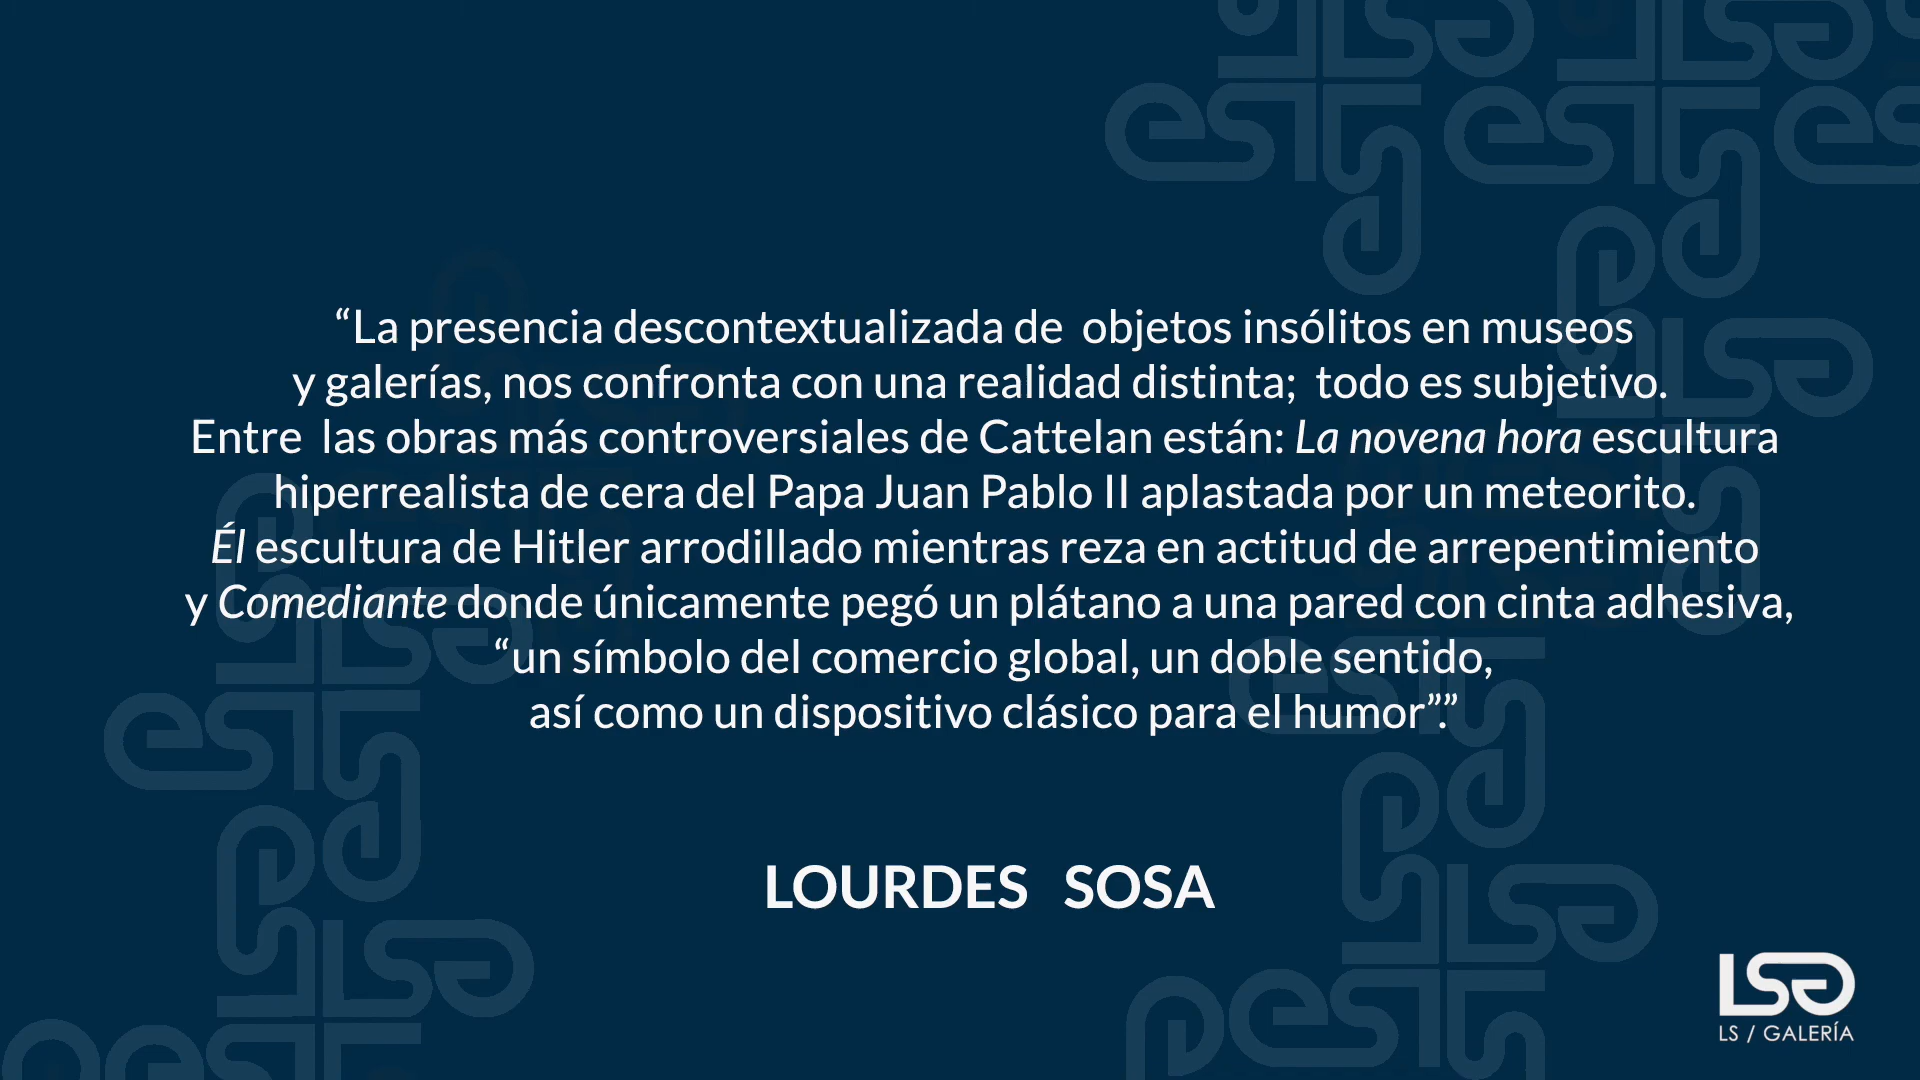 “La presencia descontextualizada de  objetos insólitos en museos
y galerías, nos confronta con una realidad distinta;  todo es subjetivo.
Entre  las obras más controversiales de Cattelan están: La novena hora escultura
hiperrealista de cera del Papa Juan Pablo II aplastada por un meteorito.
Él escultura de Hitler arrodillado mientras reza en actitud de arrepentimiento
y Comediante donde únicamente pegó un plátano a una pared con cinta adhesiva,
“un símbolo del comercio global, un doble sentido,
así como un dispositivo clásico para el humor”.”
LOURDES  SOSA
LSG
LS / GALERÍA